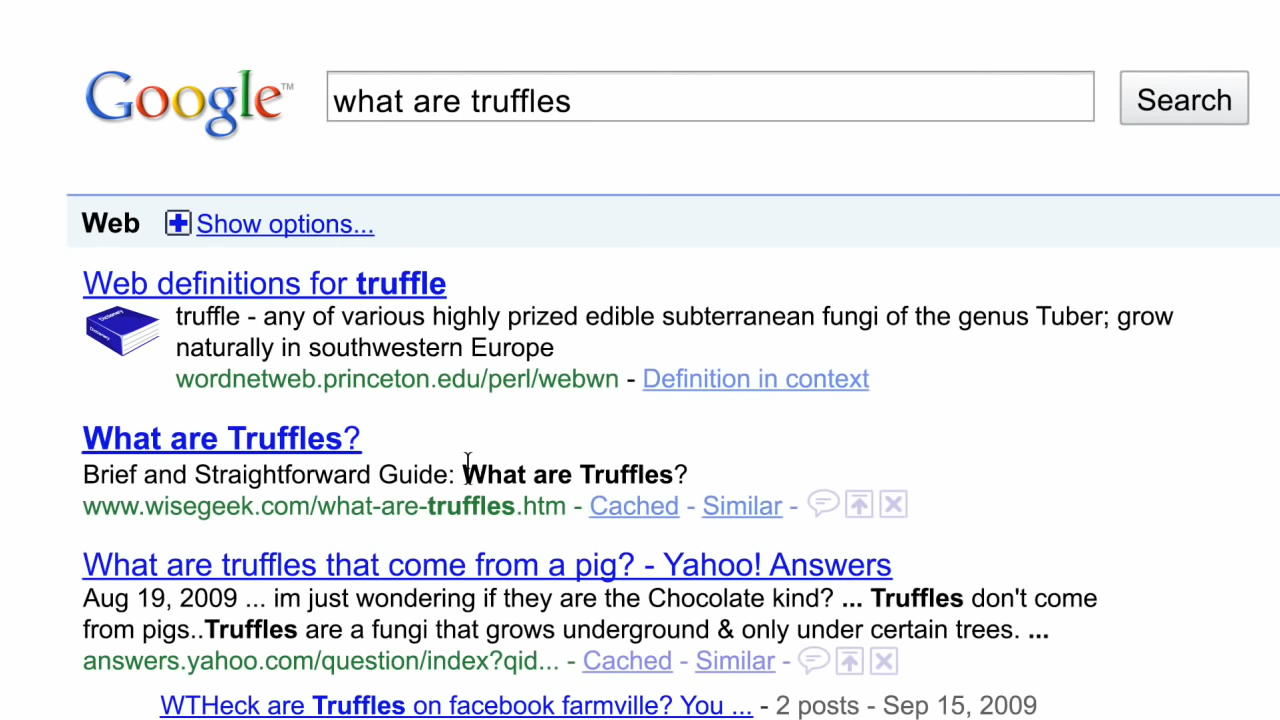 Google™
what are truffles
Search
Web Show options...
Web definitions for truffle
Dictionary
truffle - any of various highly prized edible subterranean fungi of the genus Tuber; grow
naturally in southwestern Europe
wordnetweb.princeton.edu/perl/webwn - Definition in context
What are Truffles?
Brief and Straightforward Guide: What are Truffles?
www.wisegeek.com/what-are-truffles.htm - Cached - Similar -
What are truffles that come from a pig? - Yahoo! Answers
Aug 19, 2009 ... im just wondering if they are the Chocolate kind? ... Truffles don't come
from pigs..Truffles are a fungi that grows underground & only under certain trees. ...
answers.yahoo.com/question/index?qid... - Cached - Similar -
WTHeck are Truffles on facebook farmville? You ... - 2 posts - Sep 15, 2009